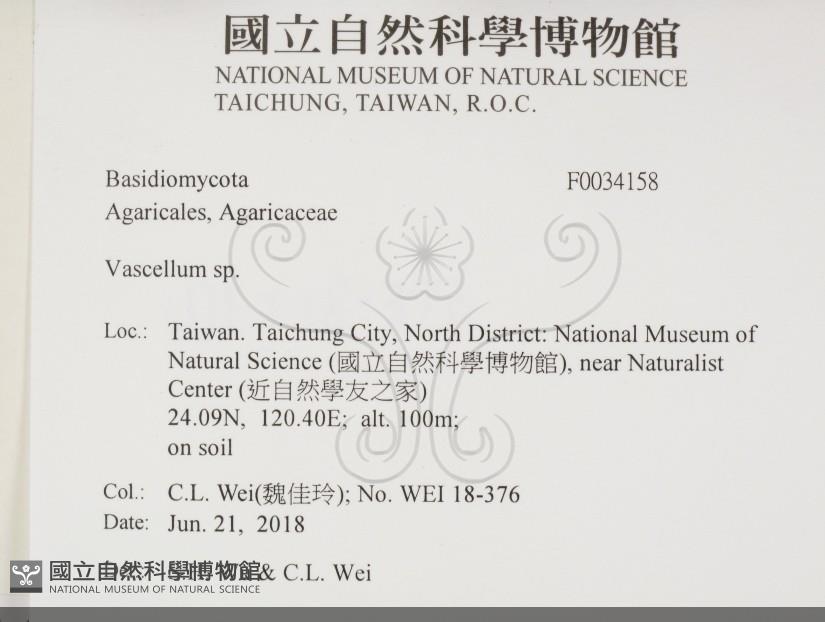 國立自然科學博物館
NATIONAL MUSEUM OF NATURAL SCIENCE
TAICHUNG, TAIWAN, R.O.C.
Basidiomycota F0034158
Agaricales, Agaricaceae
Vascellum sp.
Loc.: Taiwan. Taichung City, North District: National Museum of
Natural Science (國立自然科學博物館), near Naturalist
Center (近自然學友之家)
24.09N, 120.40E; alt. 100m;
on soil
Col.: C.L. Wei(魏佳玲); No. WEI 18-376
Date: Jun. 21, 2018
& C.L. Wei
國立自然科學博物館
NATIONAL MUSEUM OF NATURAL SCIENCE